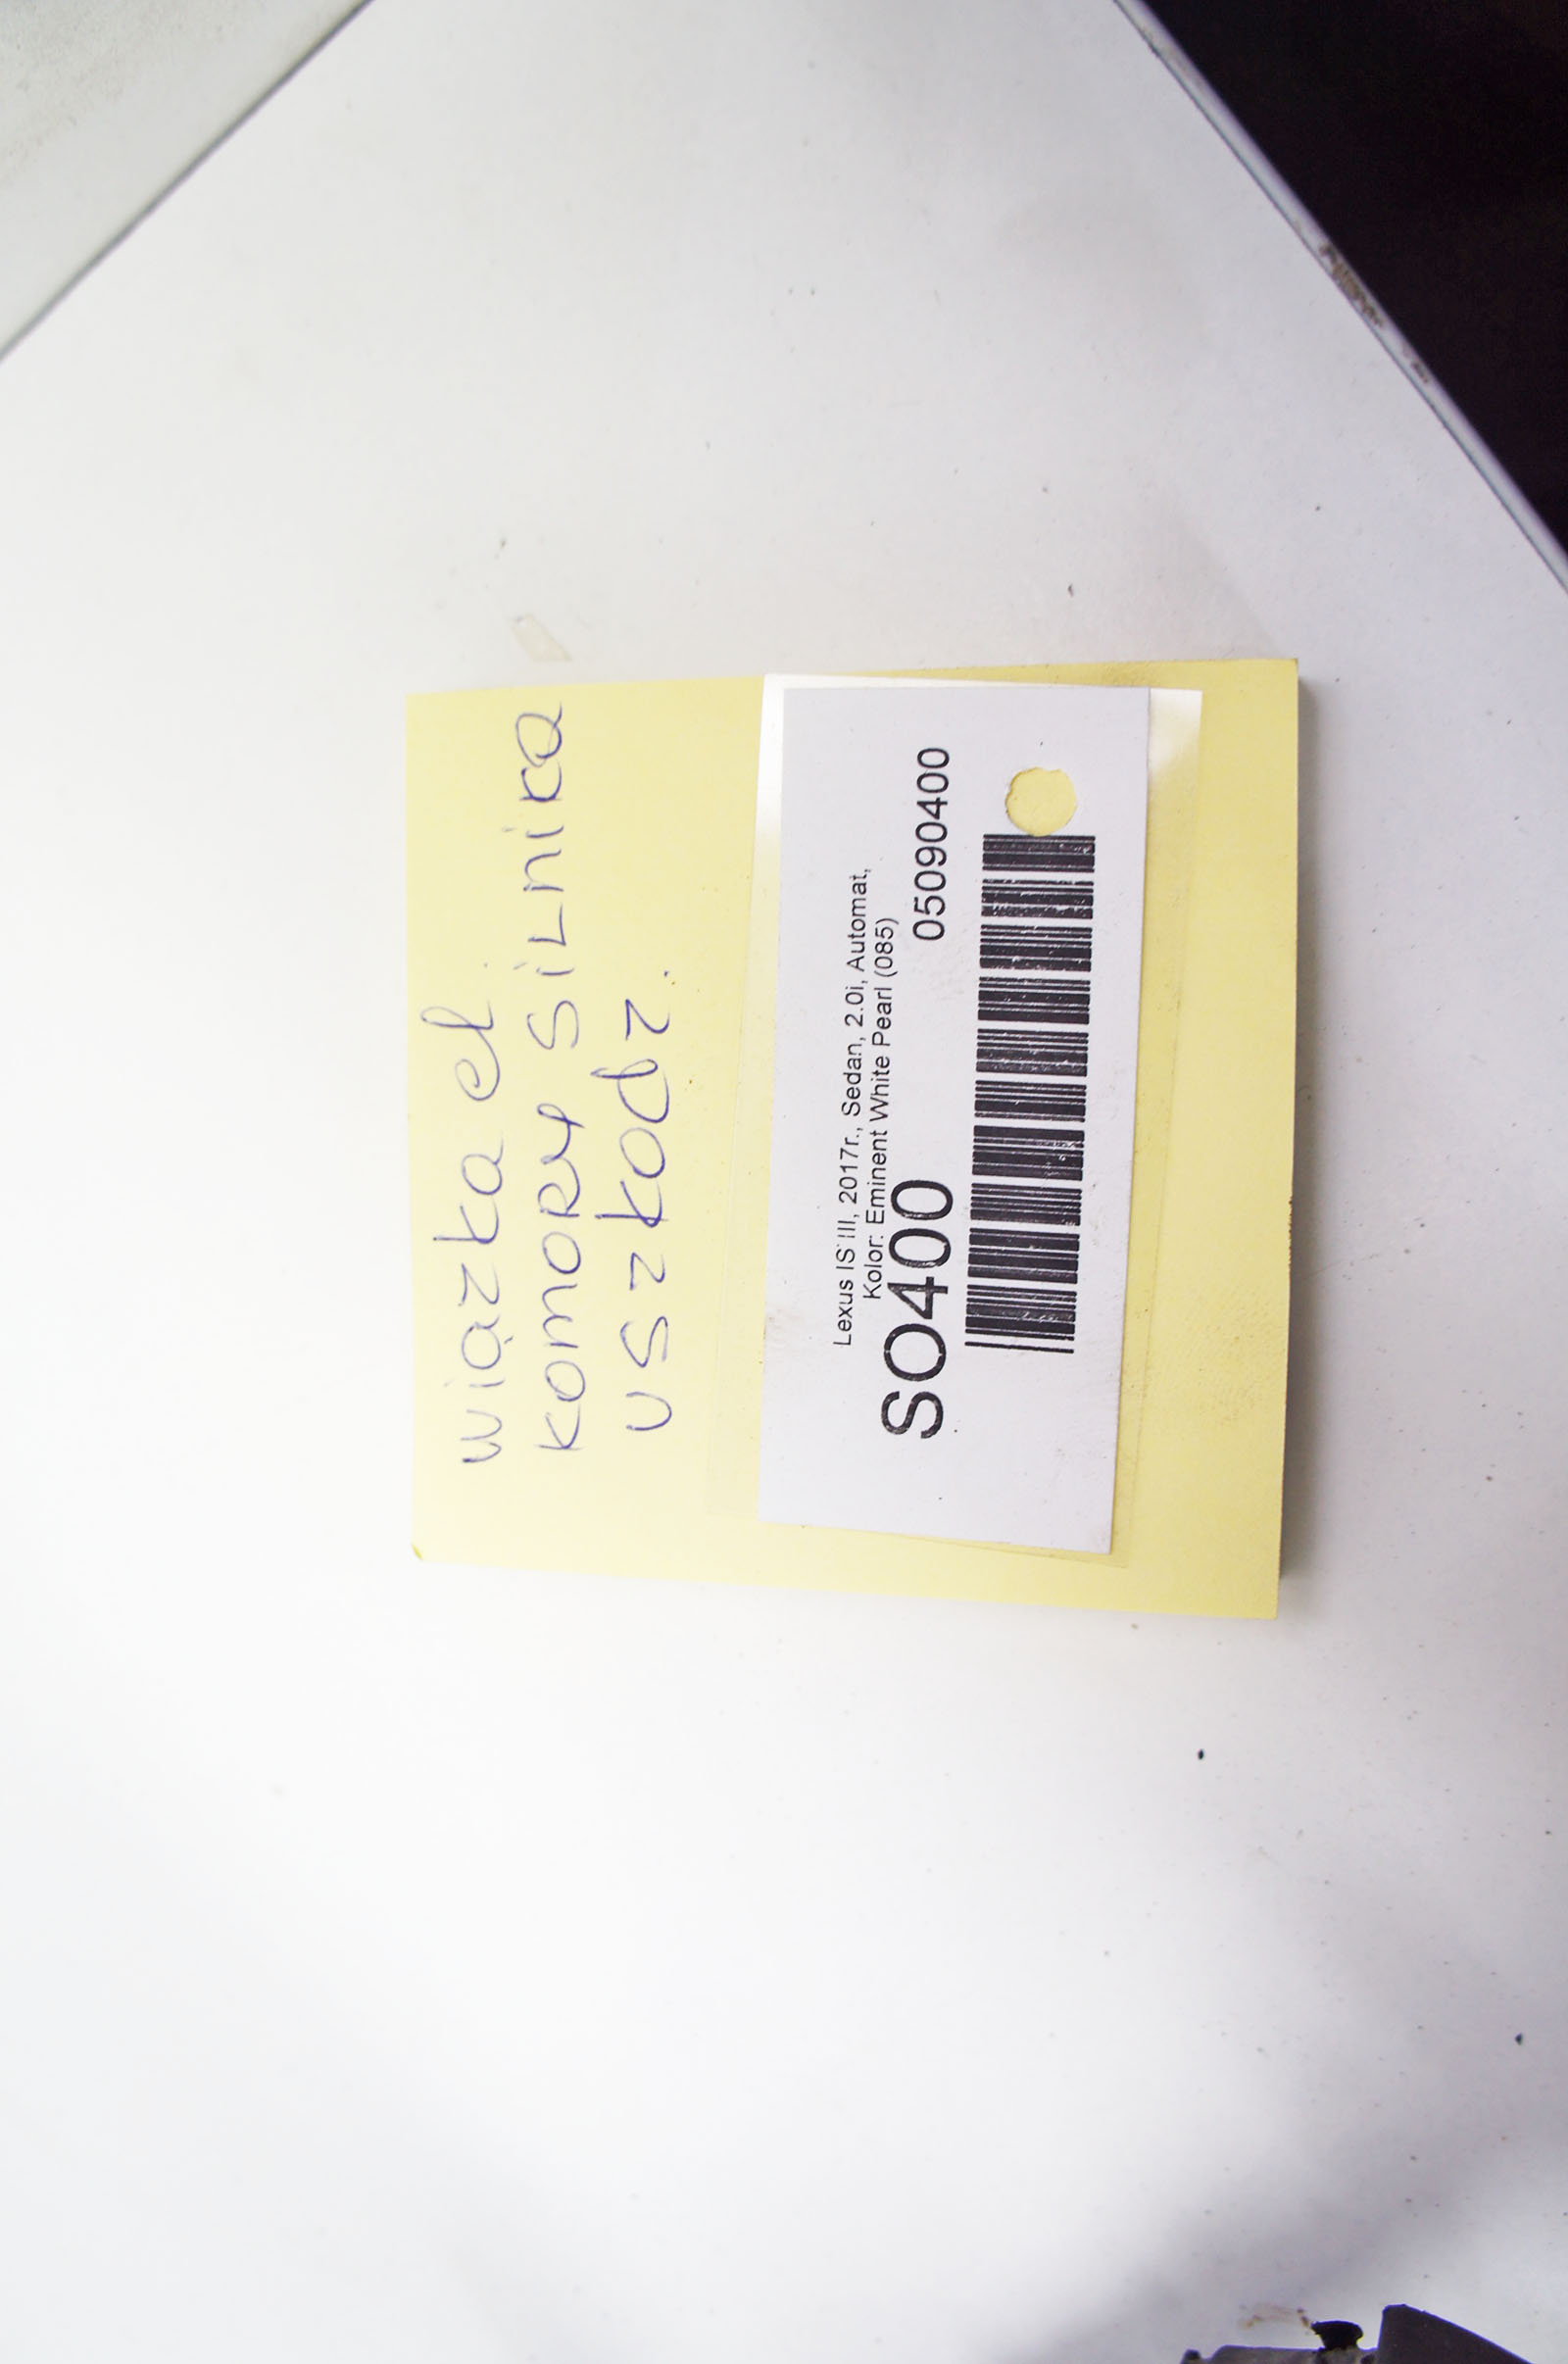 wiązka el
komory silnika
uszkodz.
Lexus IS III, 2017r., Sedan, 2.0i, Automat,
Kolor: Eminent White Pearl (085)
SO400 05090400